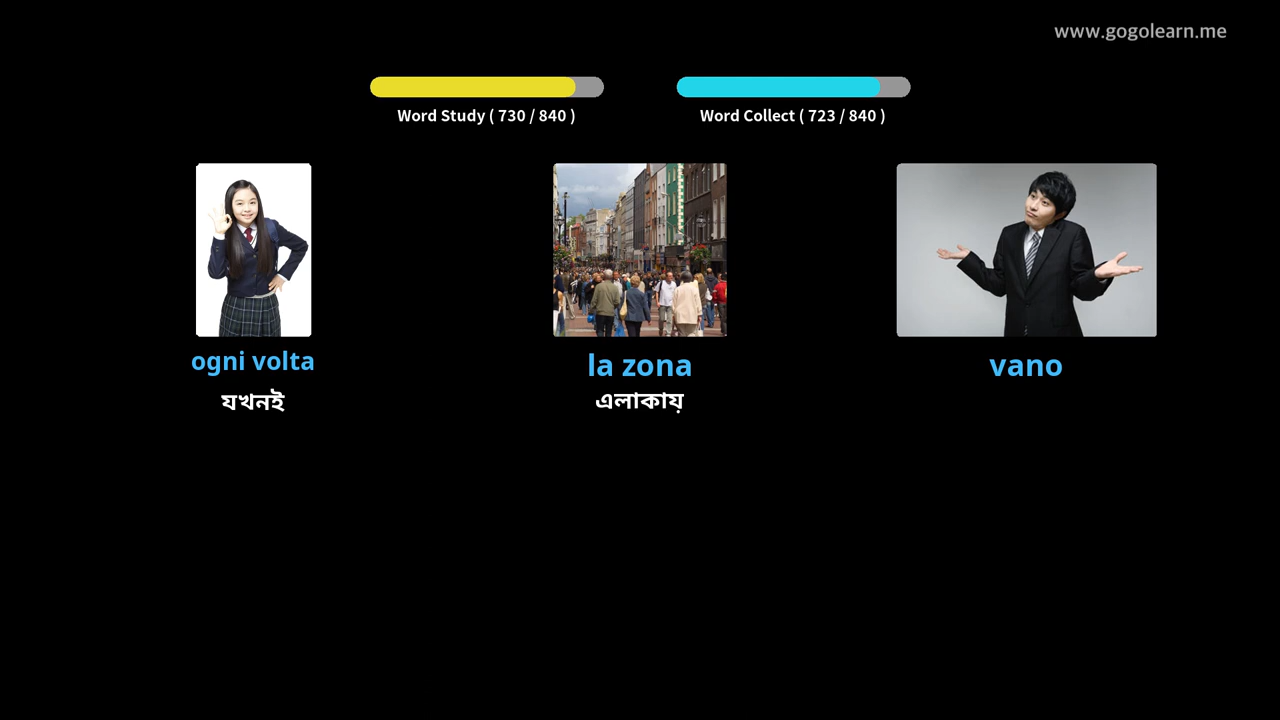 www.gogolearn.me
Word Study ( 730 / 840 )
Word Collect ( 723 / 840 )
ogni volta
la zona
vano
যখনই
এলাকায়